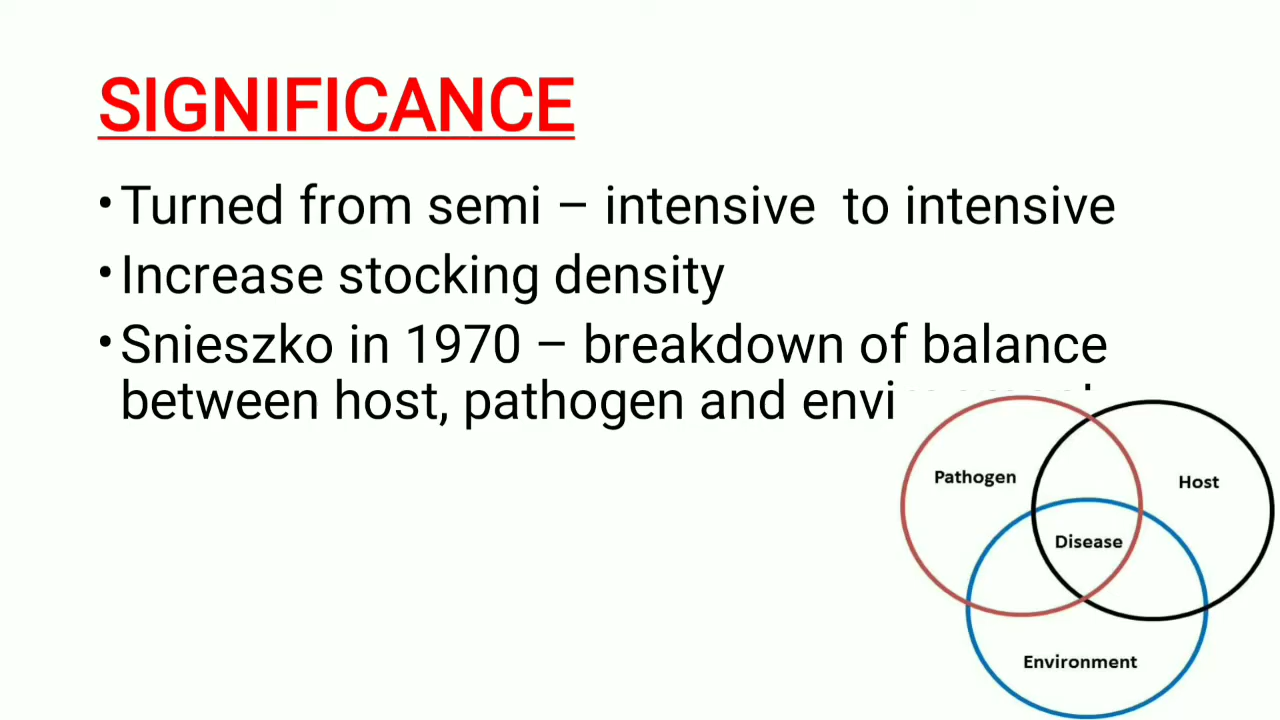 SIGNIFICANCE
•Turned from semi – intensive  to intensive
•Increase stocking density
•Snieszko in 1970 – breakdown of balance
between host, pathogen and envi
Pathogen
Host
Disease
Environment